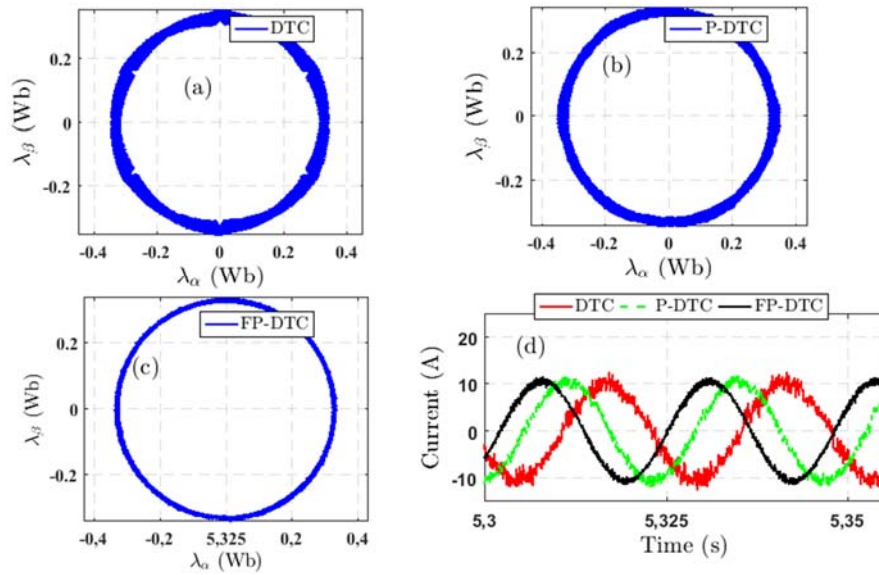 DTC
0.2
(a)
λβ (Wb)
0
-0.2
-0.4 -0.2 0 0.2 0.4
λα (Wb)
P-DTC
0.2
(b)
λβ (Wb)
0
-0.2
-0.4 -0.2 0 0.2 0.4
λα (Wb)
FP-DTC
0.2
(c)
λβ (Wb)
0
-0.2
-0,4 -0,2 5,325 0,2 0,4
λα (Wb)
DTC P-DTC FP-DTC
20
(d)
Current (A)
10
0
-10
5,3 5,325 5,35
Time (s)